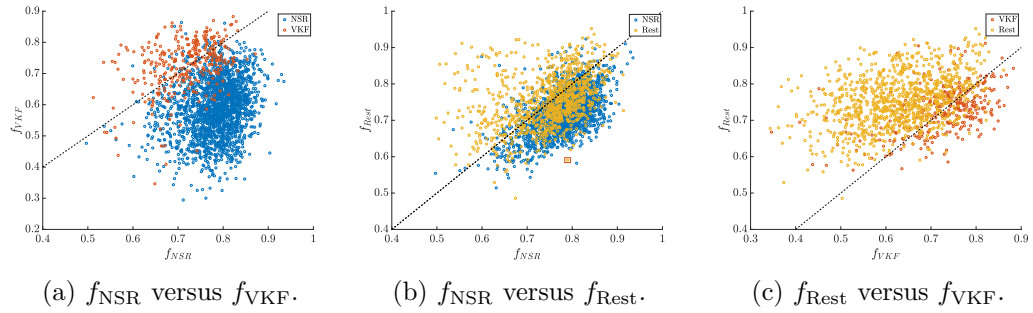 0.9
0.8
0.7
0.6
0.5
0.4
0.3
0.2
f_VKF
0.4 0.5 0.6 0.7 0.8 0.9 1
f_NSR
NSR
VKF
(a) f_NSR versus f_VKF.
1
0.9
0.8
0.7
0.6
0.5
0.4
f_Rest
0.4 0.5 0.6 0.7 0.8 0.9 1
f_NSR
NSR
Rest
(b) f_NSR versus f_Rest.
1
0.9
0.8
0.7
0.6
0.5
0.4
f_Rest
0.3 0.4 0.5 0.6 0.7 0.8 0.9
f_VKF
VKF
Rest
(c) f_Rest versus f_VKF.